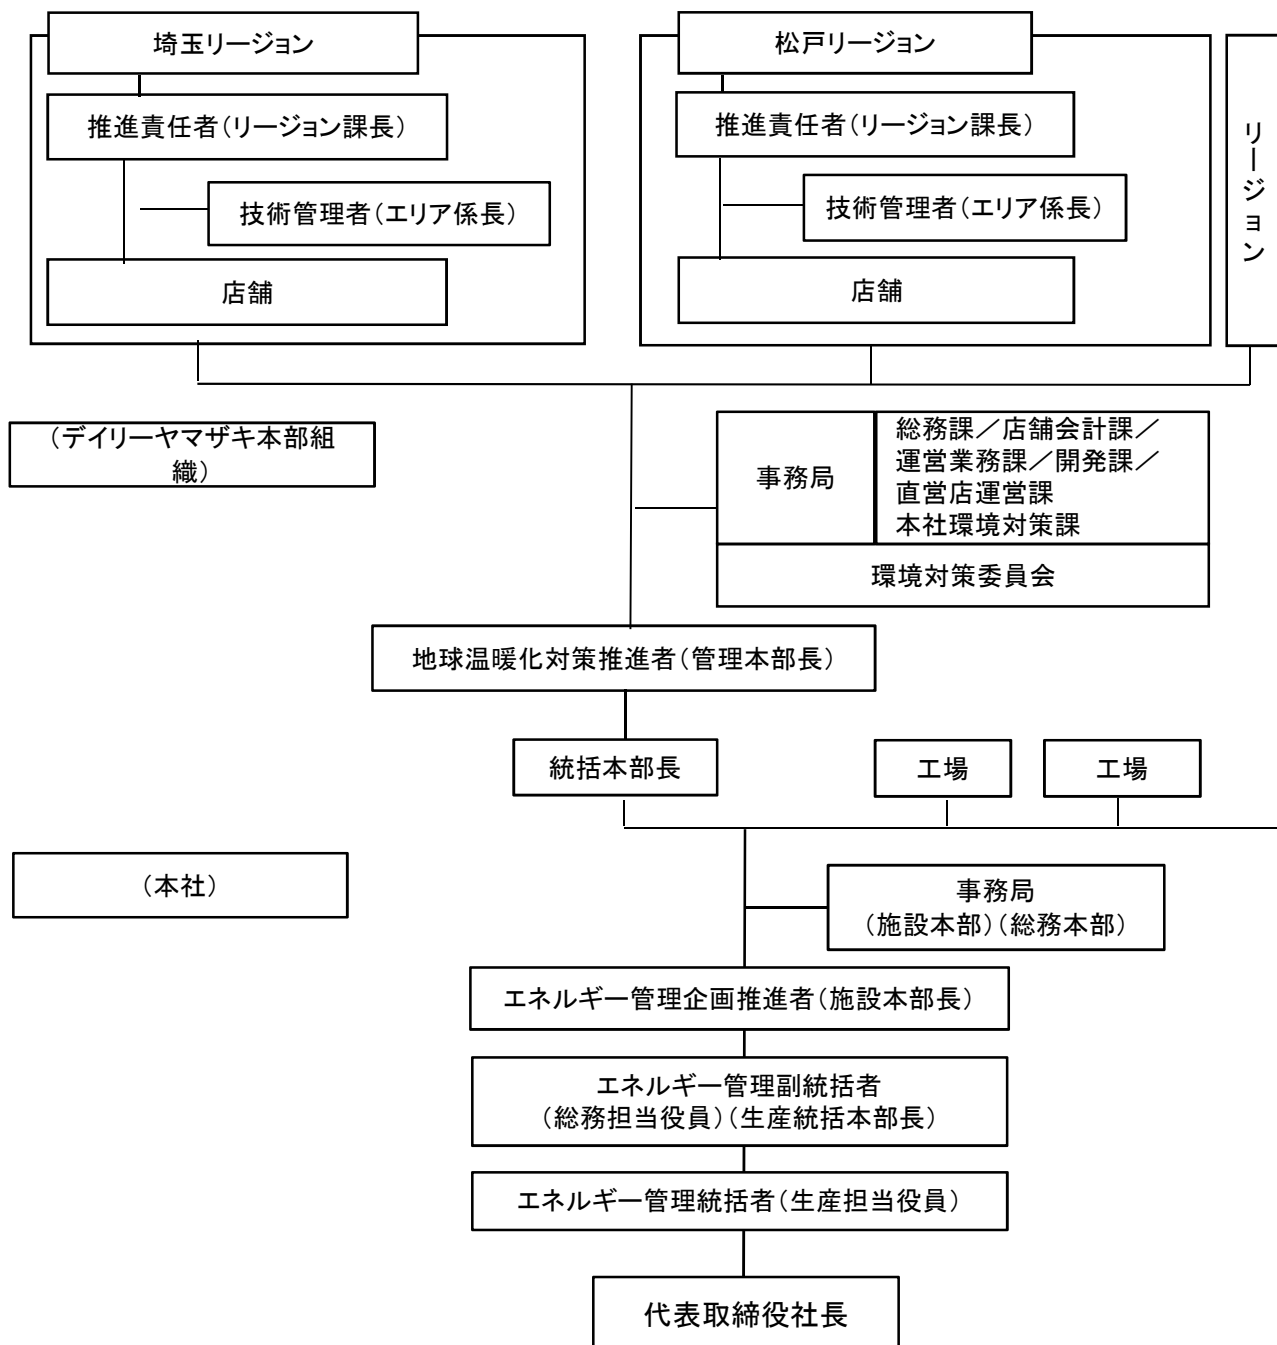 埼玉リージョン
推進責任者（リージョン課長）
技術管理者（エリア係長）
店舗
松戸リージョン
推進責任者（リージョン課長）
技術管理者（エリア係長）
店舗
リージョン
（デイリーヤマザキ本部組
織）
事務局
総務課／店舗会計課／
運営業務課／開発課／
直営店運営課
本社環境対策課
環境対策委員会
地球温暖化対策推進者（管理本部長）
統括本部長
工場
工場
（本社）
事務局
（施設本部）（総務本部）
エネルギー管理企画推進者（施設本部長）
エネルギー管理副統括者
（総務担当役員）（生産統括本部長）
エネルギー管理統括者（生産担当役員）
代表取締役社長